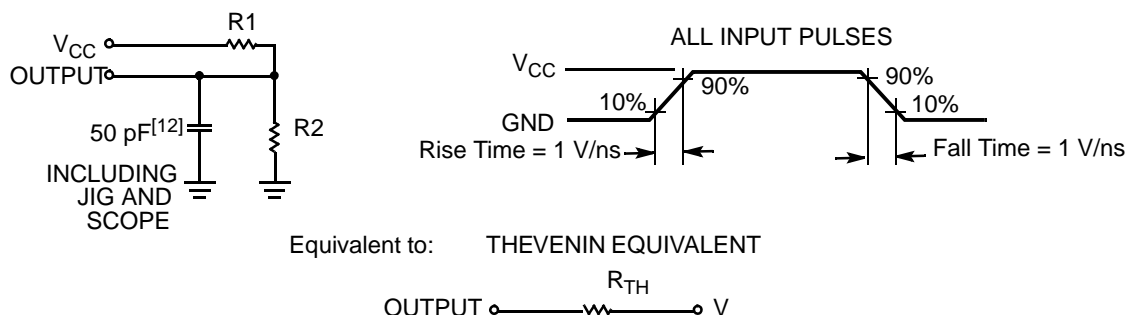 R1
VCC
OUTPUT
50 pF[12]
R2
INCLUDING
JIG AND
SCOPE
ALL INPUT PULSES
VCC
90%
10%
GND
90%
10%
Rise Time = 1 V/ns
Fall Time = 1 V/ns
Equivalent to: THEVENIN EQUIVALENT
RTH
OUTPUT V